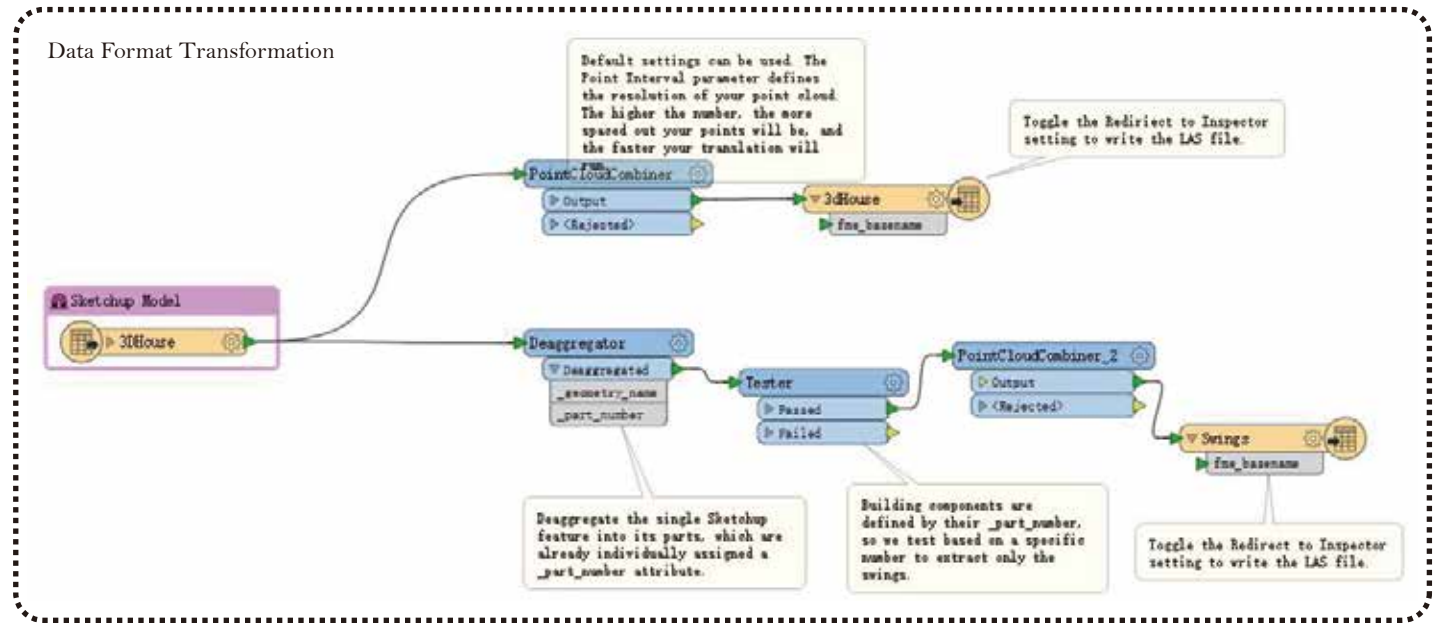 Data Format Transformation
Default settings can be used. The
Point Interval parameter defines
the resolution of your point cloud.
The higher the number, the more
spaced out your points will be, and
the faster your translation will
run.
Toggle the Rediriect to Inspector
setting to write the LAS file.
PointCloudCombiner
Output
<Rejected>
3dHouse
fme_basename
Sketchup Model
3DHouse
Deaggregator
Deaggregated
_geometry_name
_part_number
Tester
Passed
Failed
PointCloudCombiner_2
Output
<Rejected>
Swings
fme_basename
Deaggregate the single Sketchup
feature into its parts, which are
already individually assigned a
_part_number attribute.
Building components are
defined by their _part_number,
so we test based on a specific
number to extract only the
swings.
Toggle the Redirect to Inspector
setting to write the LAS file.